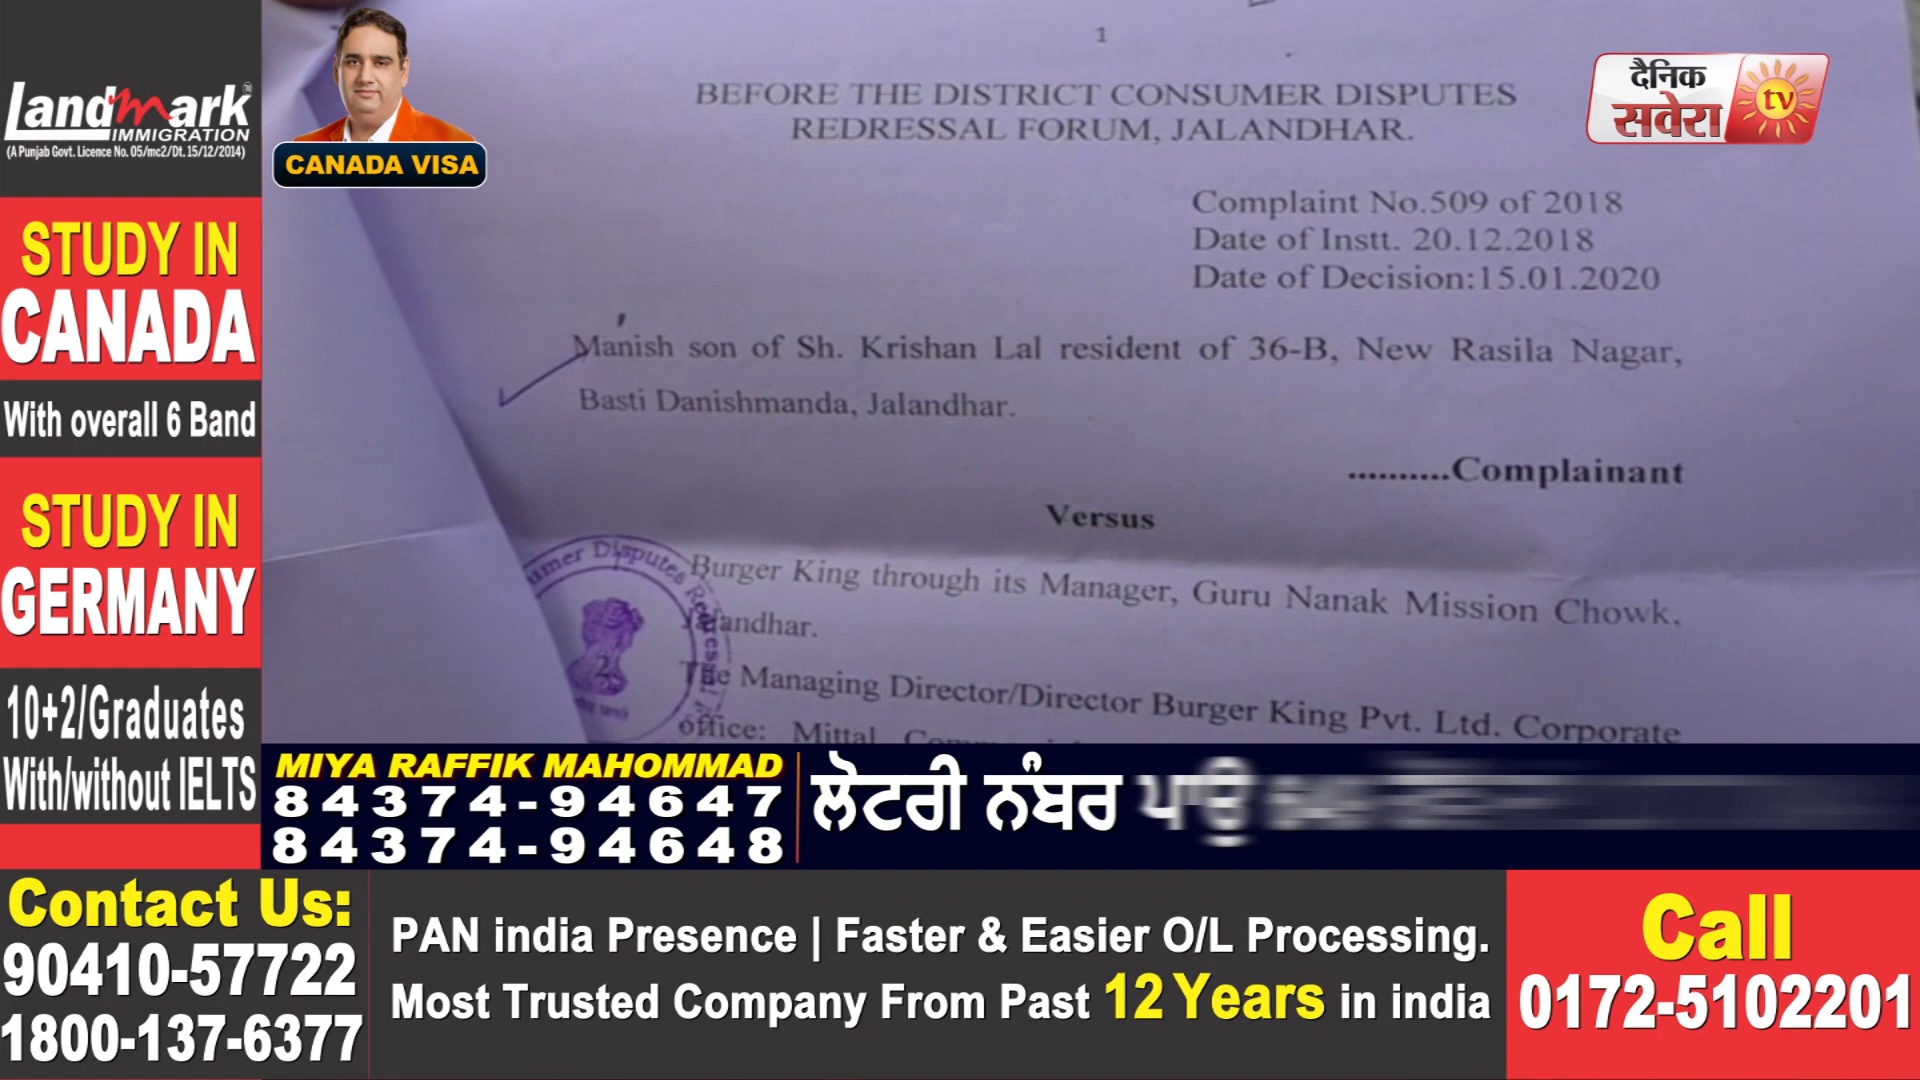 Landmark
IMMIGRATION
(A Punjab Govt. Licence No. 05/mc2/Dt. 15/12/2014)
CANADA VISA
STUDY IN
CANADA
With overall 6 Band
STUDY IN
GERMANY
10+2/Graduates
With/without IELTS
दैनिक
सवेरा
tv
1
BEFORE THE DISTRICT CONSUMER DISPUTES
REDRESSAL FORUM, JALANDHAR.
Complaint No.509 of 2018
Date of Instt. 20.12.2018
Date of Decision:15.01.2020
Manish son of Sh. Krishan Lal resident of 36-B, New Rasila Nagar,
Basti Danishmanda, Jalandhar.
..........Complainant
Versus
Burger King through its Manager, Guru Nanak Mission Chowk,
Jalandhar.
The Managing Director/Director Burger King Pvt. Ltd. Corporate
office: Mittal
umer Disputes Redressal
MIYA RAFFIK MAHOMMAD
84374-94647
84374-94648
ਲੋਟਰੀ ਨੰਬਰ ਪਾਉ
Contact Us:
90410-57722
1800-137-6377
PAN india Presence | Faster & Easier O/L Processing.
Most Trusted Company From Past 12 Years in india
Call
0172-5102201